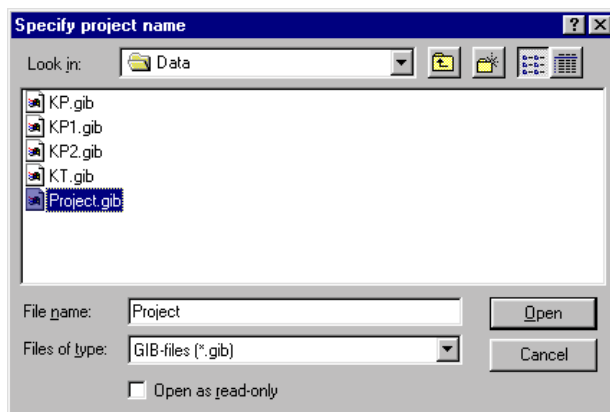 Specify project name
Look in: Data
KP.gib
KP1.gib
KP2.gib
KT.gib
Project.gib
File name: Project Open
Files of type: GIB-files (*.gib) Cancel
Open as read-only